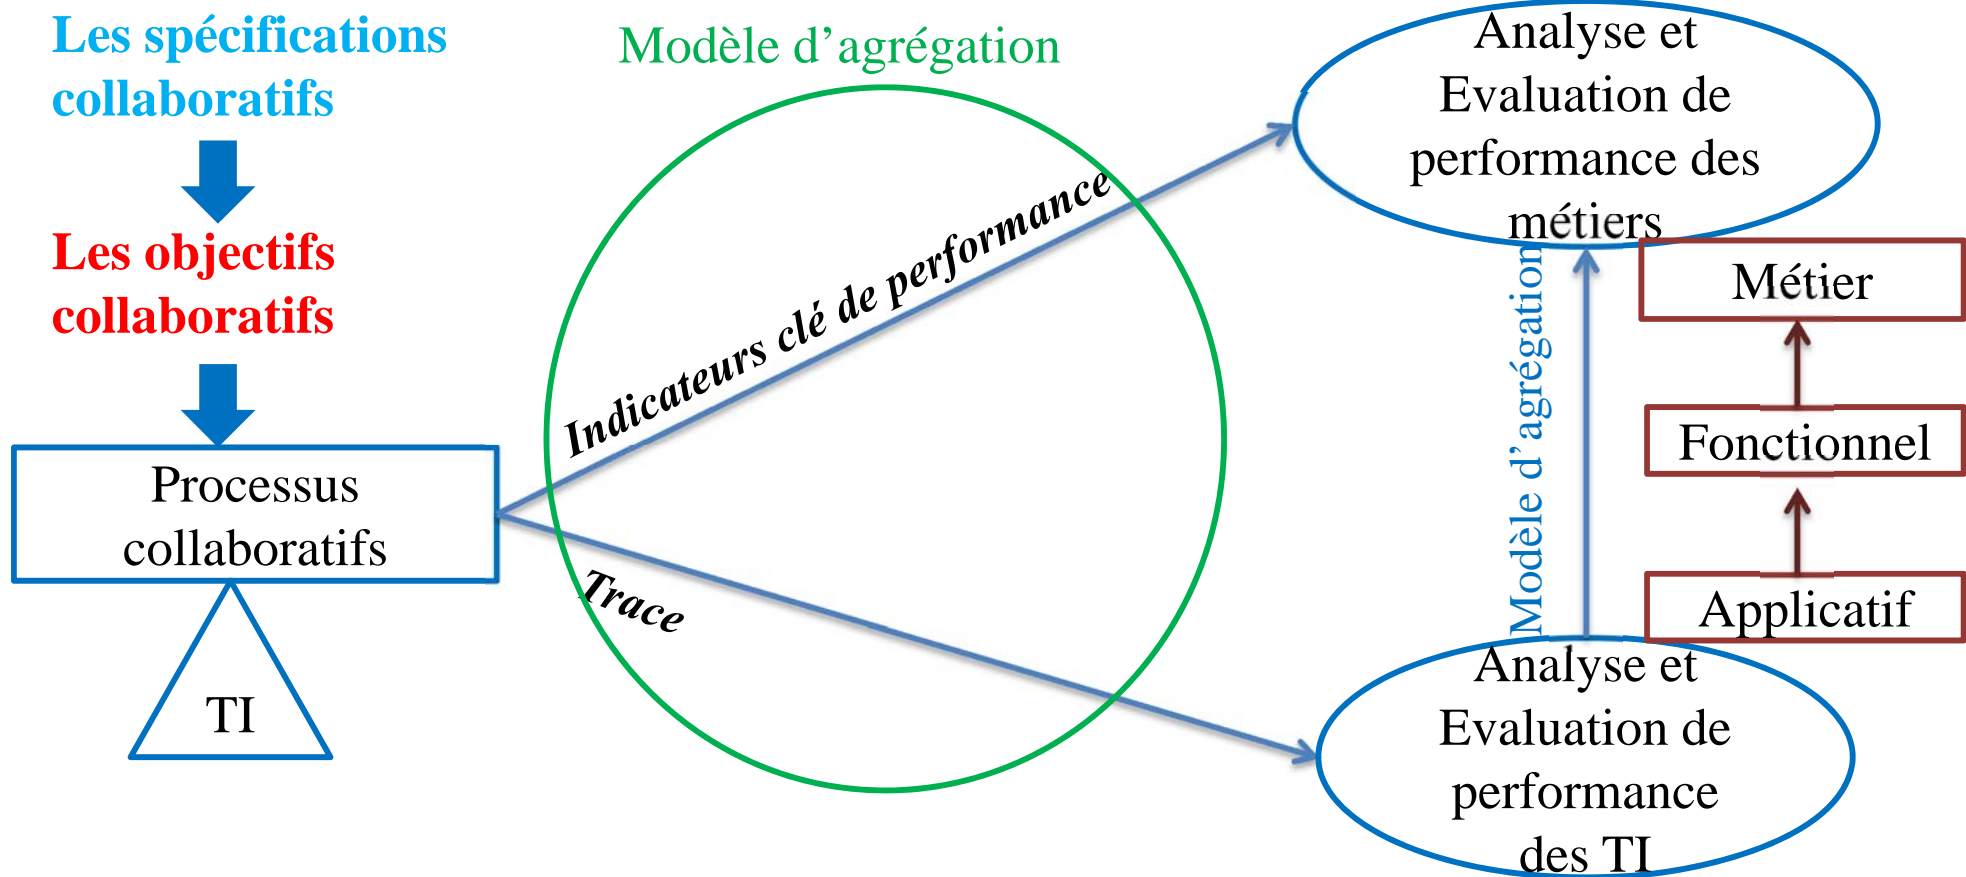 Les spécifications
collaboratifs
Les objectifs
collaboratifs
Processus
collaboratifs
TI
Modèle d’agrégation
Indicateurs clé de performance
Trace
Analyse et
Evaluation de
performance des
métiers
Modèle d’agrégation
Métier
Fonctionnel
Applicatif
Analyse et
Evaluation de
performance
des TI